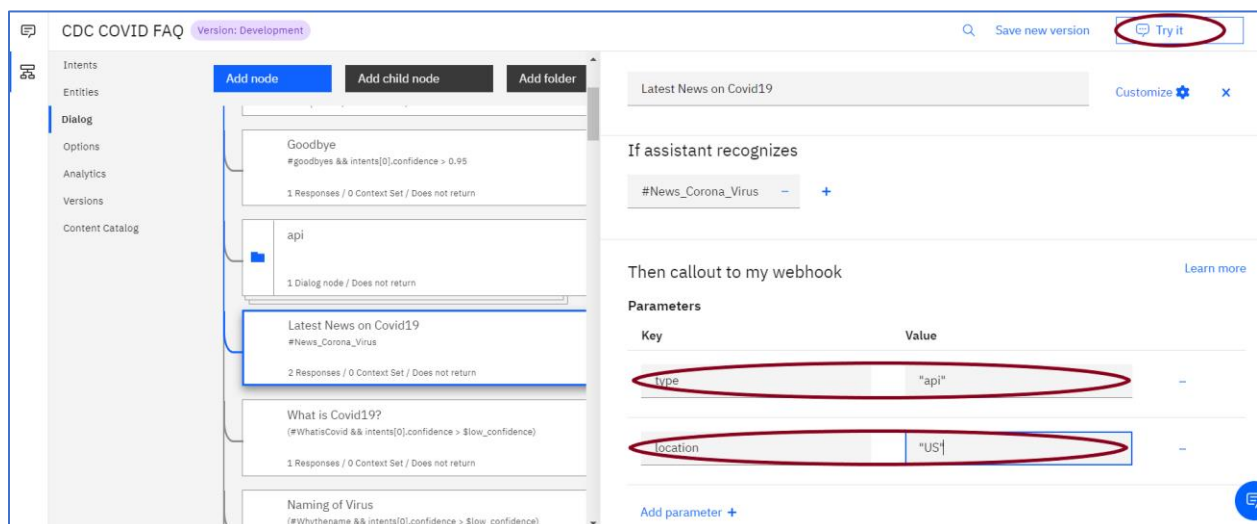 CDC COVID FAQ Version: Development
Save new version
Try it
Intents
Entities
Dialog
Options
Analytics
Versions
Content Catalog
Add node
Add child node
Add folder
Goodbye
#goodbyes && intents[0].confidence > 0.95
1 Responses / 0 Context Set / Does not return
api
1 Dialog node / Does not return
Latest News on Covid19
#News_Corona_Virus
2 Responses / 0 Context Set / Does not return
What is Covid19?
(#WhatisCovid && intents[0].confidence > $low_confidence)
1 Responses / 0 Context Set / Does not return
Naming of Virus
(#Whythename && intents[0].confidence > $low_confidence)
Latest News on Covid19
Customize
If assistant recognizes
#News_Corona_Virus
Then callout to my webhook
Learn more
Parameters
Key Value
type "api"
location "US"
Add parameter +